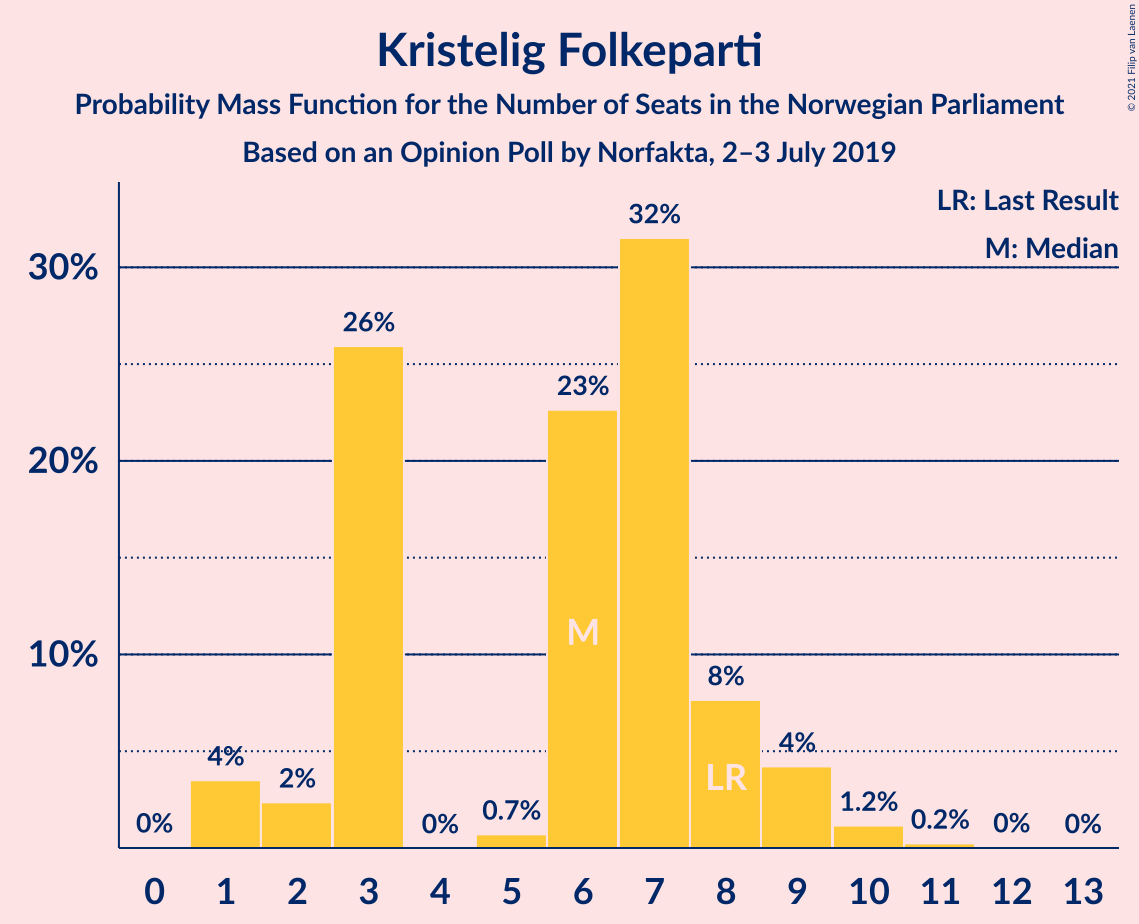 Kristelig Folkeparti
Probability Mass Function for the Number of Seats in the Norwegian Parliament
Based on an Opinion Poll by Norfakta, 2–3 July 2019
© 2021 Filip van Laenen
LR: Last Result
M: Median
30%
20%
10%
0%
4%
2%
26%
0%
0.7%
23%
32%
8%
4%
1.2%
0.2%
0%
0%
M
LR
0 1 2 3 4 5 6 7 8 9 10 11 12 13